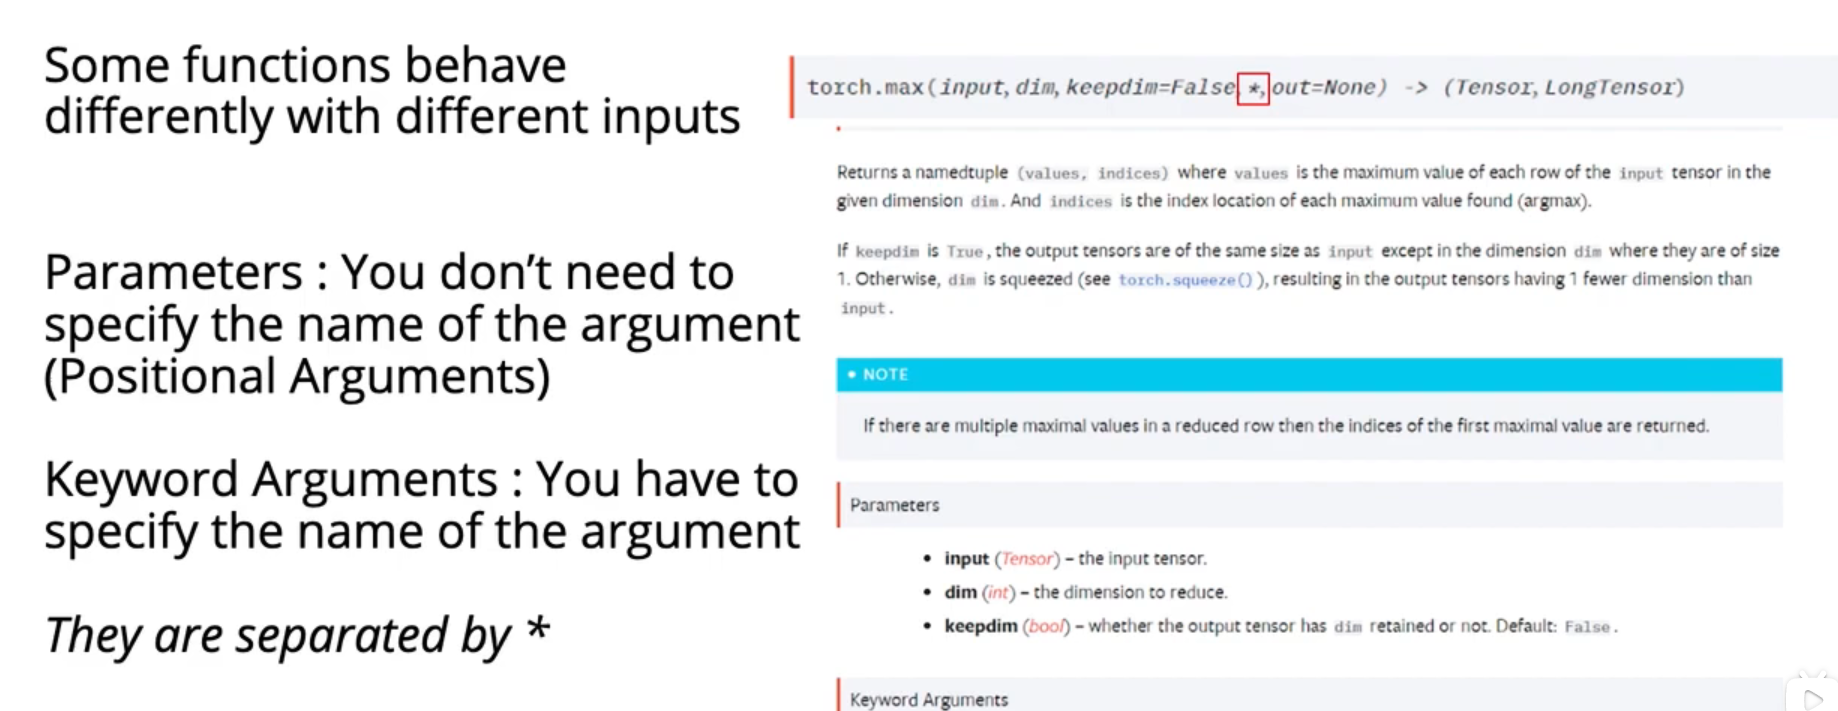 Some functions behave
differently with different inputs
Parameters : You don’t need to
specify the name of the argument
(Positional Arguments)
Keyword Arguments : You have to
specify the name of the argument
They are separated by *
torch.max(input, dim, keepdim=False, *, out=None) -> (Tensor, LongTensor)
Returns a namedtuple (values, indices) where values is the maximum value of each row of the input tensor in the
given dimension dim. And indices is the index location of each maximum value found (argmax).
If keepdim is True, the output tensors are of the same size as input except in the dimension dim where they are of size
1. Otherwise, dim is squeezed (see torch.squeeze()), resulting in the output tensors having 1 fewer dimension than
input.
• NOTE
If there are multiple maximal values in a reduced row then the indices of the first maximal value are returned.
Parameters
• input (Tensor) – the input tensor.
• dim (int) – the dimension to reduce.
• keepdim (bool) – whether the output tensor has dim retained or not. Default: False.
Keyword Arguments